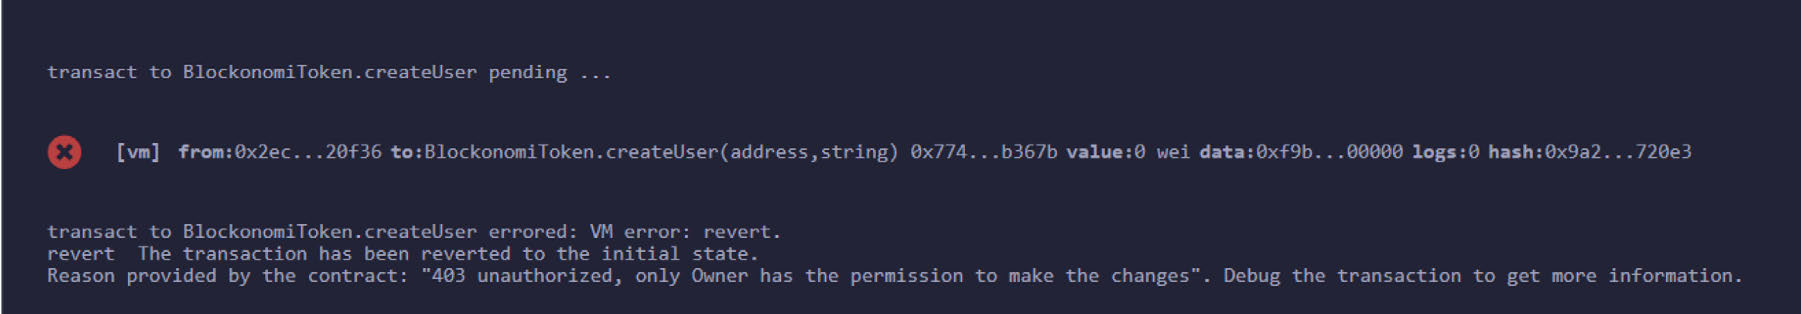 transact to BlockonomiToken.createUser pending ...
[vm] from:0x2ec...20f36 to:BlockonomiToken.createUser(address,string) 0x774...b367b value:0 wei data:0xf9b...00000 logs:0 hash:0x9a2...720e3
transact to BlockonomiToken.createUser errored: VM error: revert.
revert  The transaction has been reverted to the initial state.
Reason provided by the contract: "403 unauthorized, only Owner has the permission to make the changes". Debug the transaction to get more information.